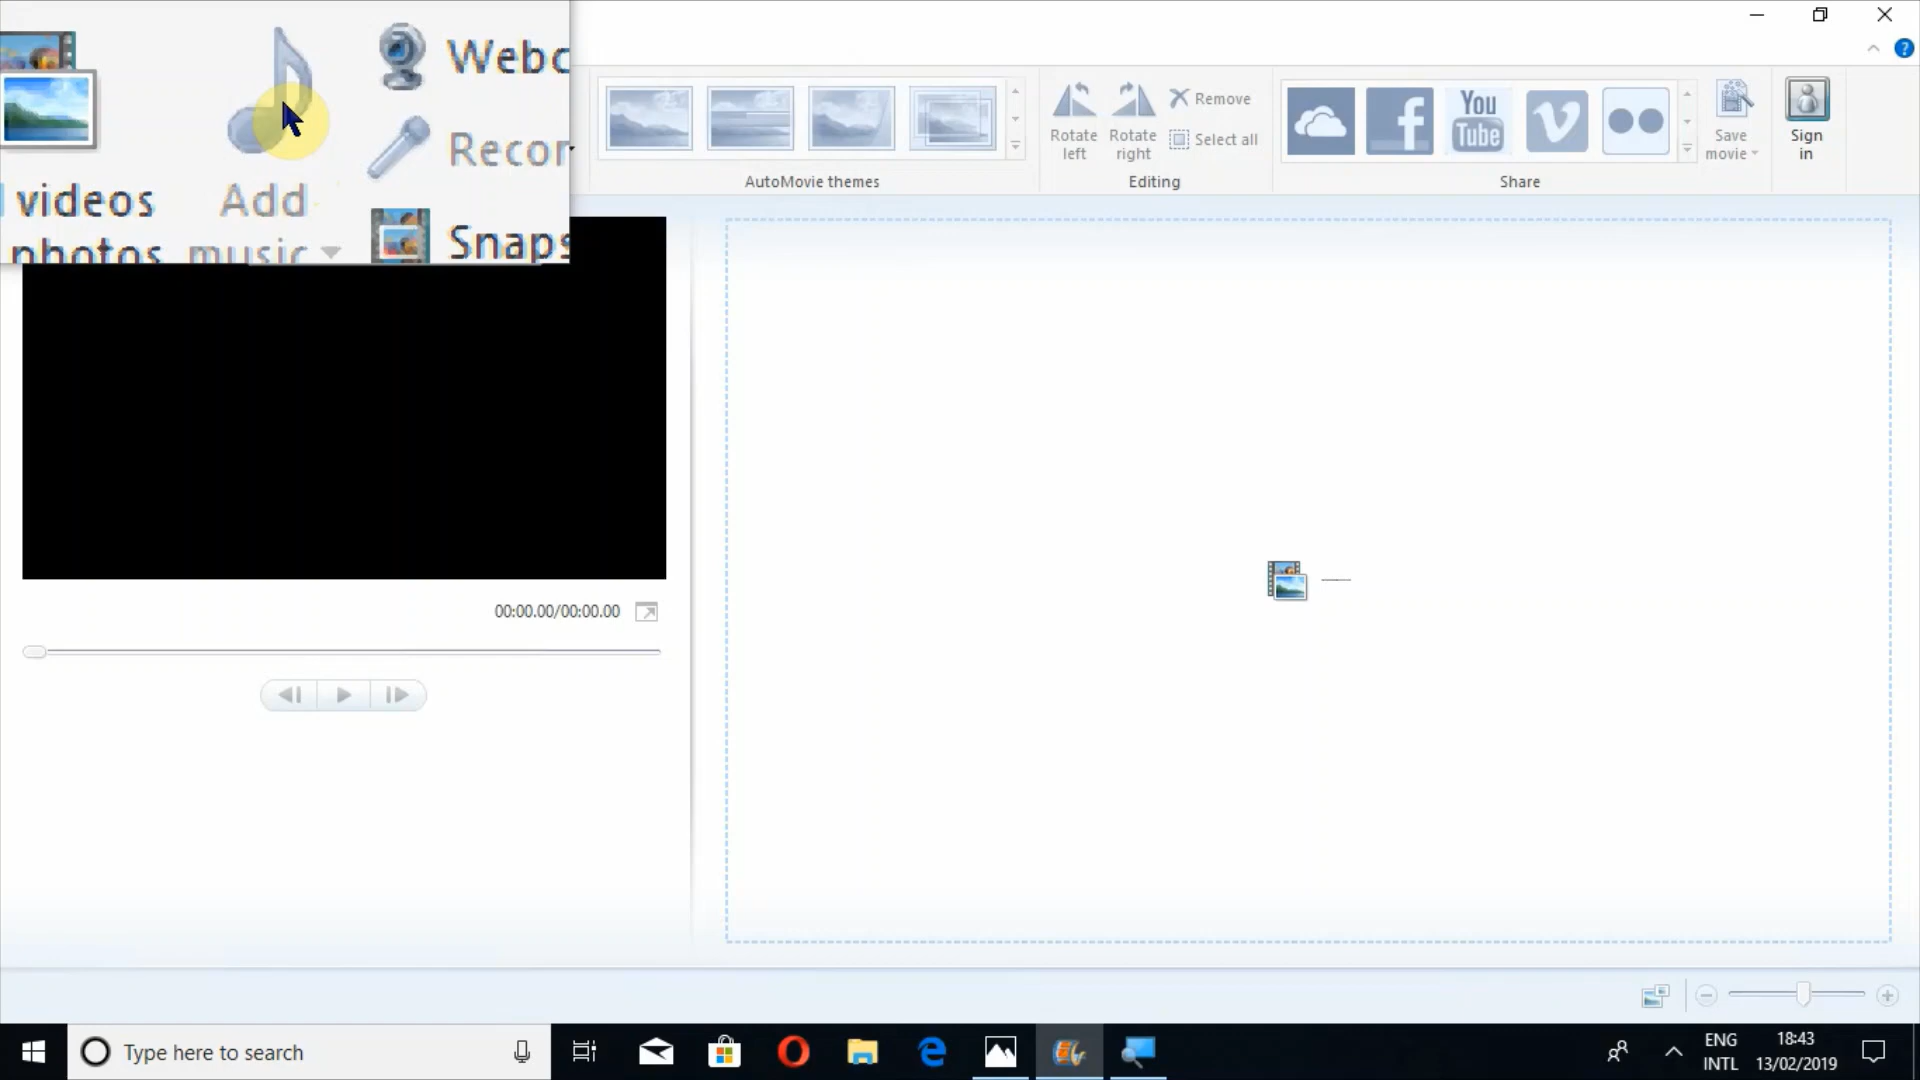 Webc
Recor
Snaps
videos
photos
Add
music
AutoMovie themes
Rotate
left
Rotate
right
Remove
Select all
Editing
You
Tube
Share
Save
movie
Sign
in
00:00.00/00:00.00
Type here to search
ENG
INTL
18:43
13/02/2019